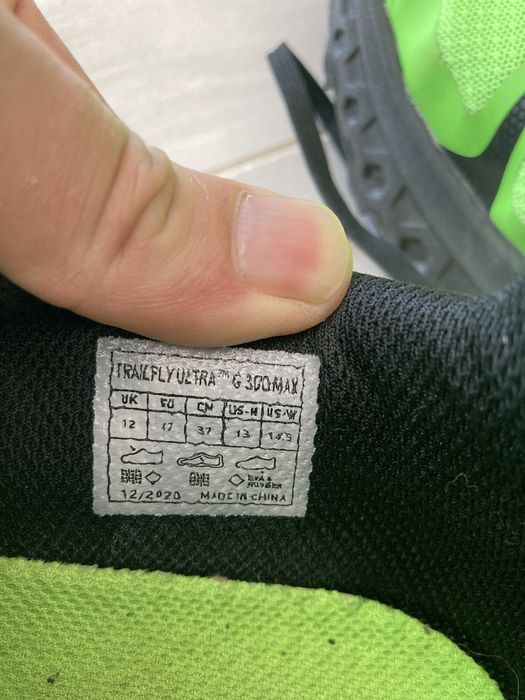 TRAILFLY ULTRA™ G 300 MAX
UK EU CM US-M US-W
12 47 31 13 14.5
EVA &
RUBBER
12/2020 MADE IN CHINA